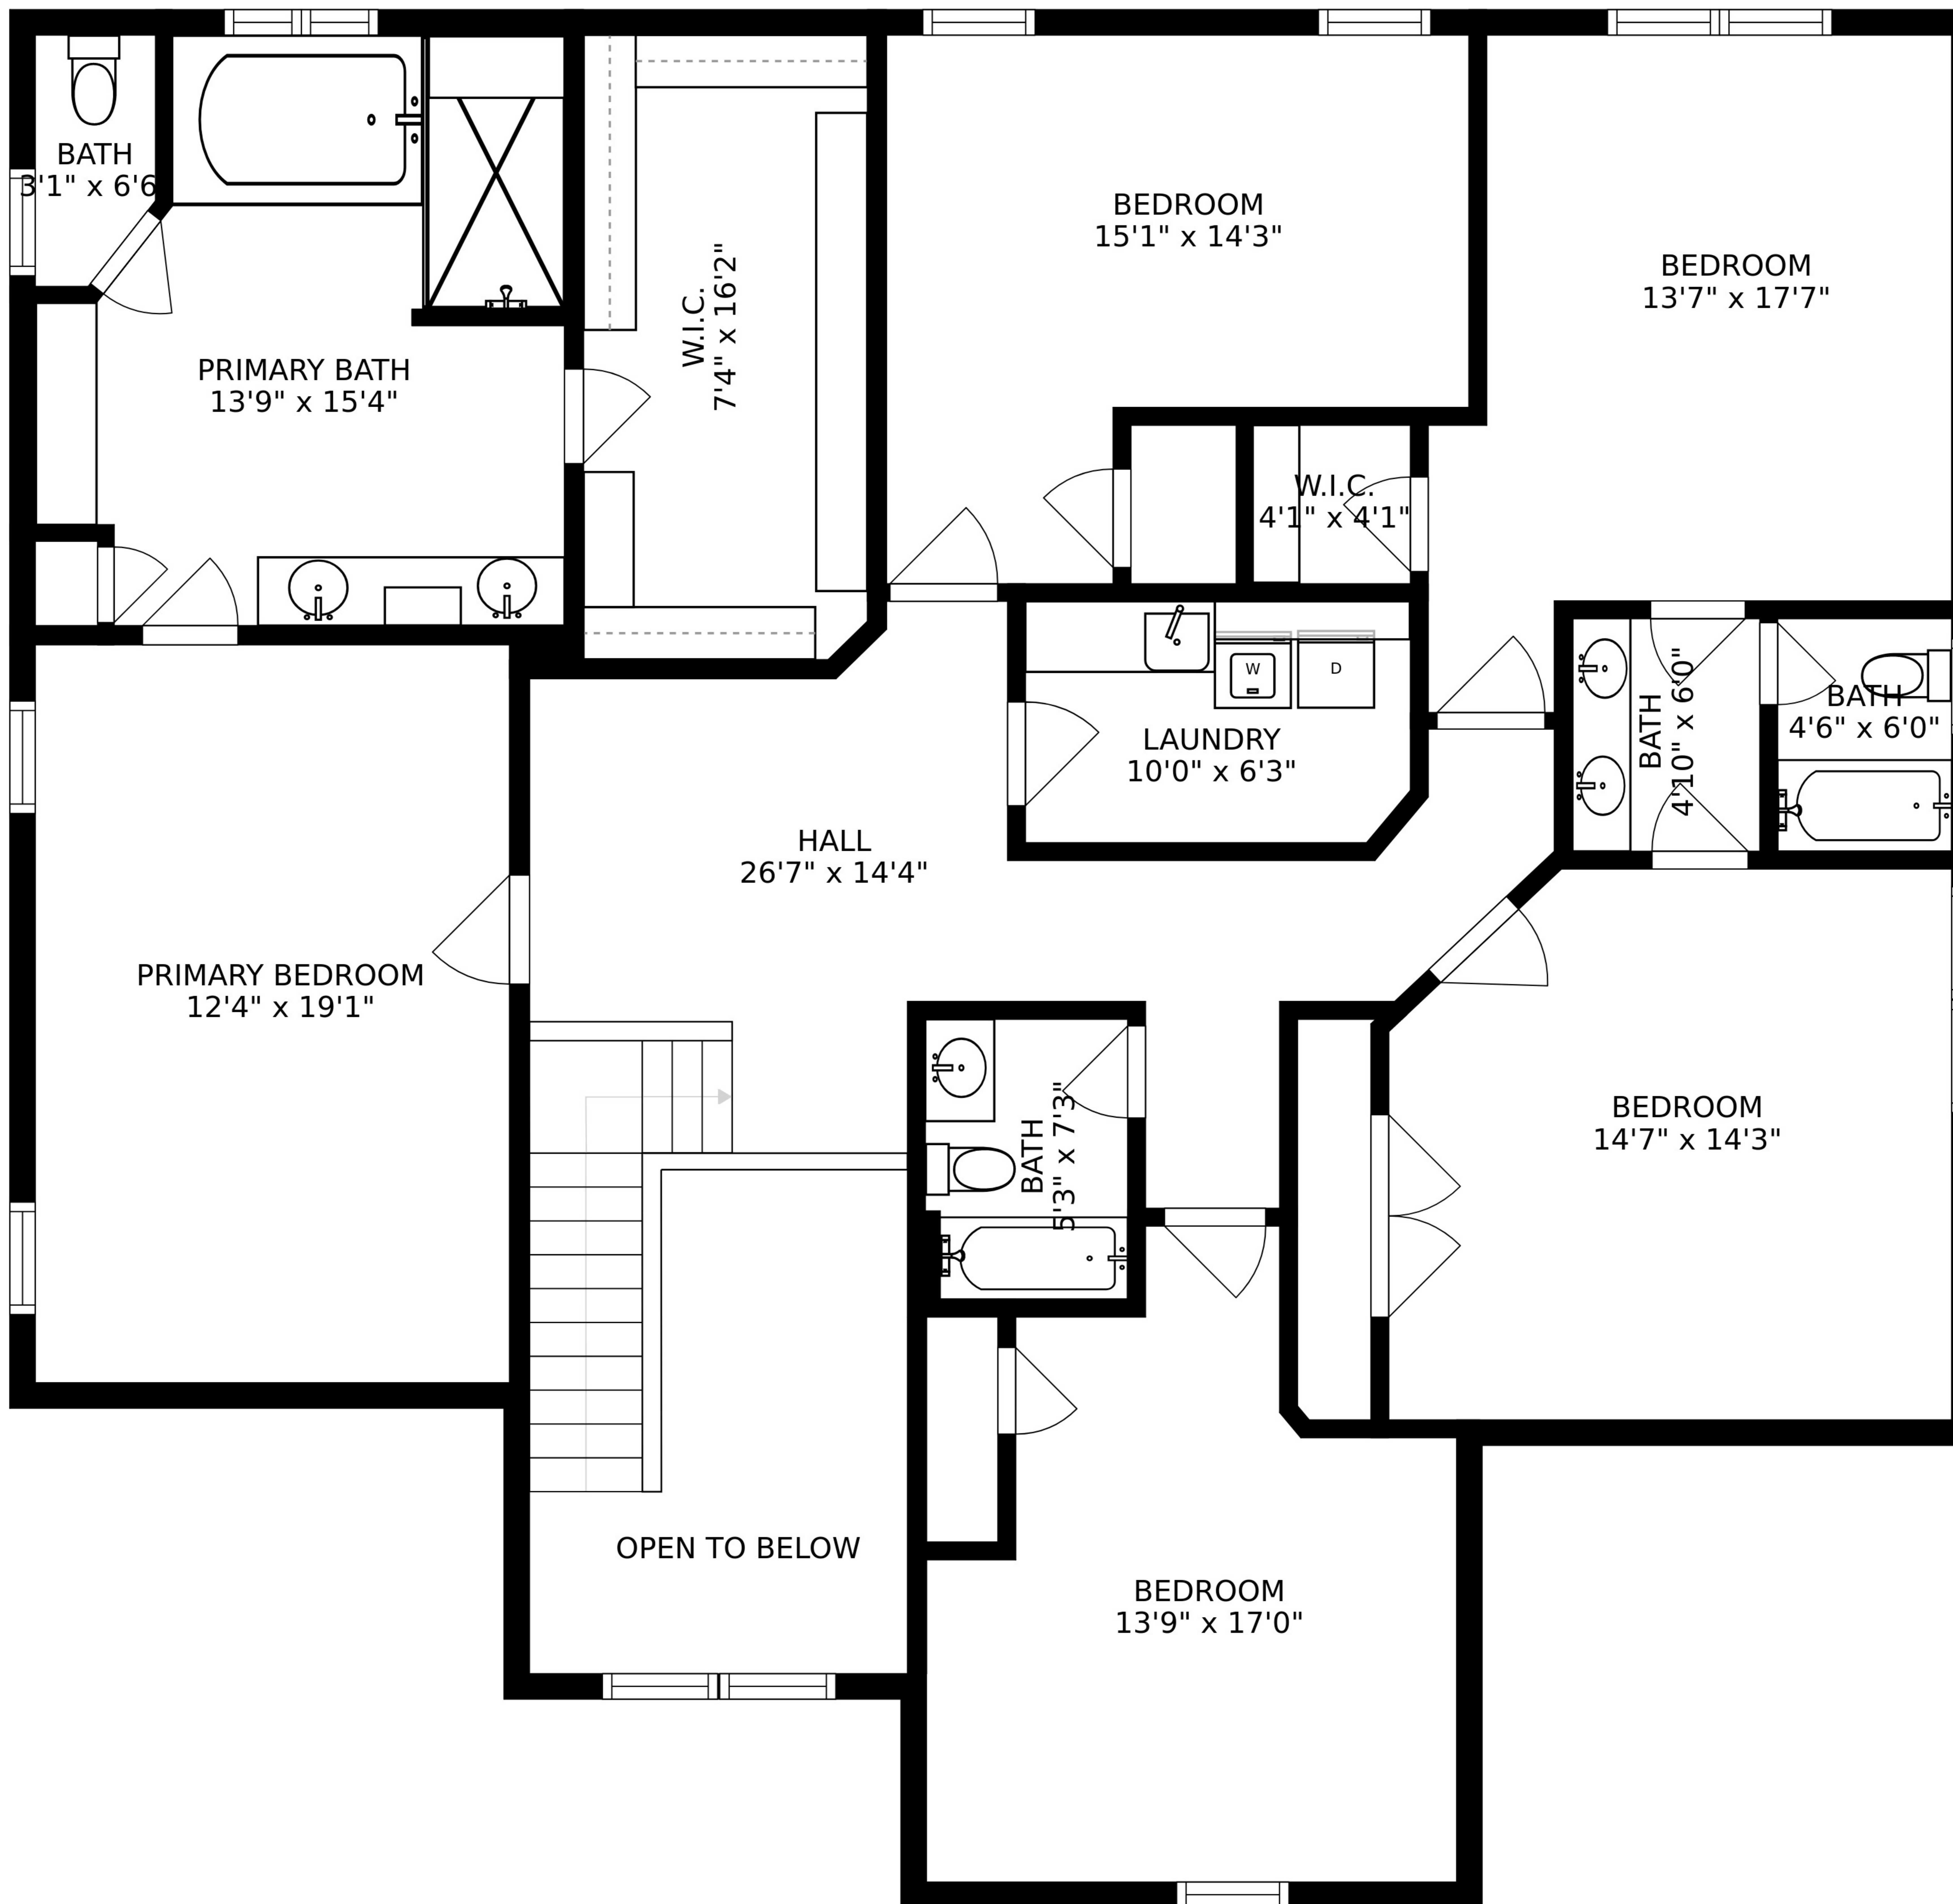 BATH
3'1" x 6'6
BEDROOM
15'1" x 14'3"
BEDROOM
13'7" x 17'7"
W.I.C.
7'4" x 16'2"
PRIMARY BATH
13'9" x 15'4"
W.I.C.
4'1" x 4'1"
W
D
LAUNDRY
10'0" x 6'3"
BATH
4'10" x 6'0"
BATH
4'6" x 6'0"
HALL
26'7" x 14'4"
PRIMARY BEDROOM
12'4" x 19'1"
BATH
5'3" x 7'3"
BEDROOM
14'7" x 14'3"
OPEN TO BELOW
BEDROOM
13'9" x 17'0"